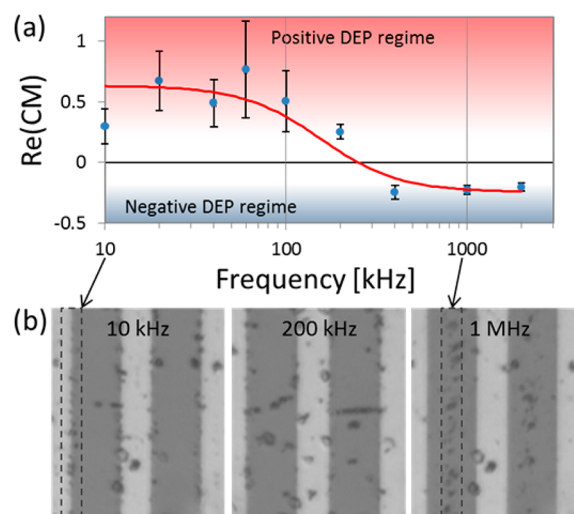 (a)
Positive DEP regime
Negative DEP regime
Re(CM)
1
0.5
0
-0.5
10
100
1000
Frequency [kHz]
(b)
10 kHz
200 kHz
1 MHz